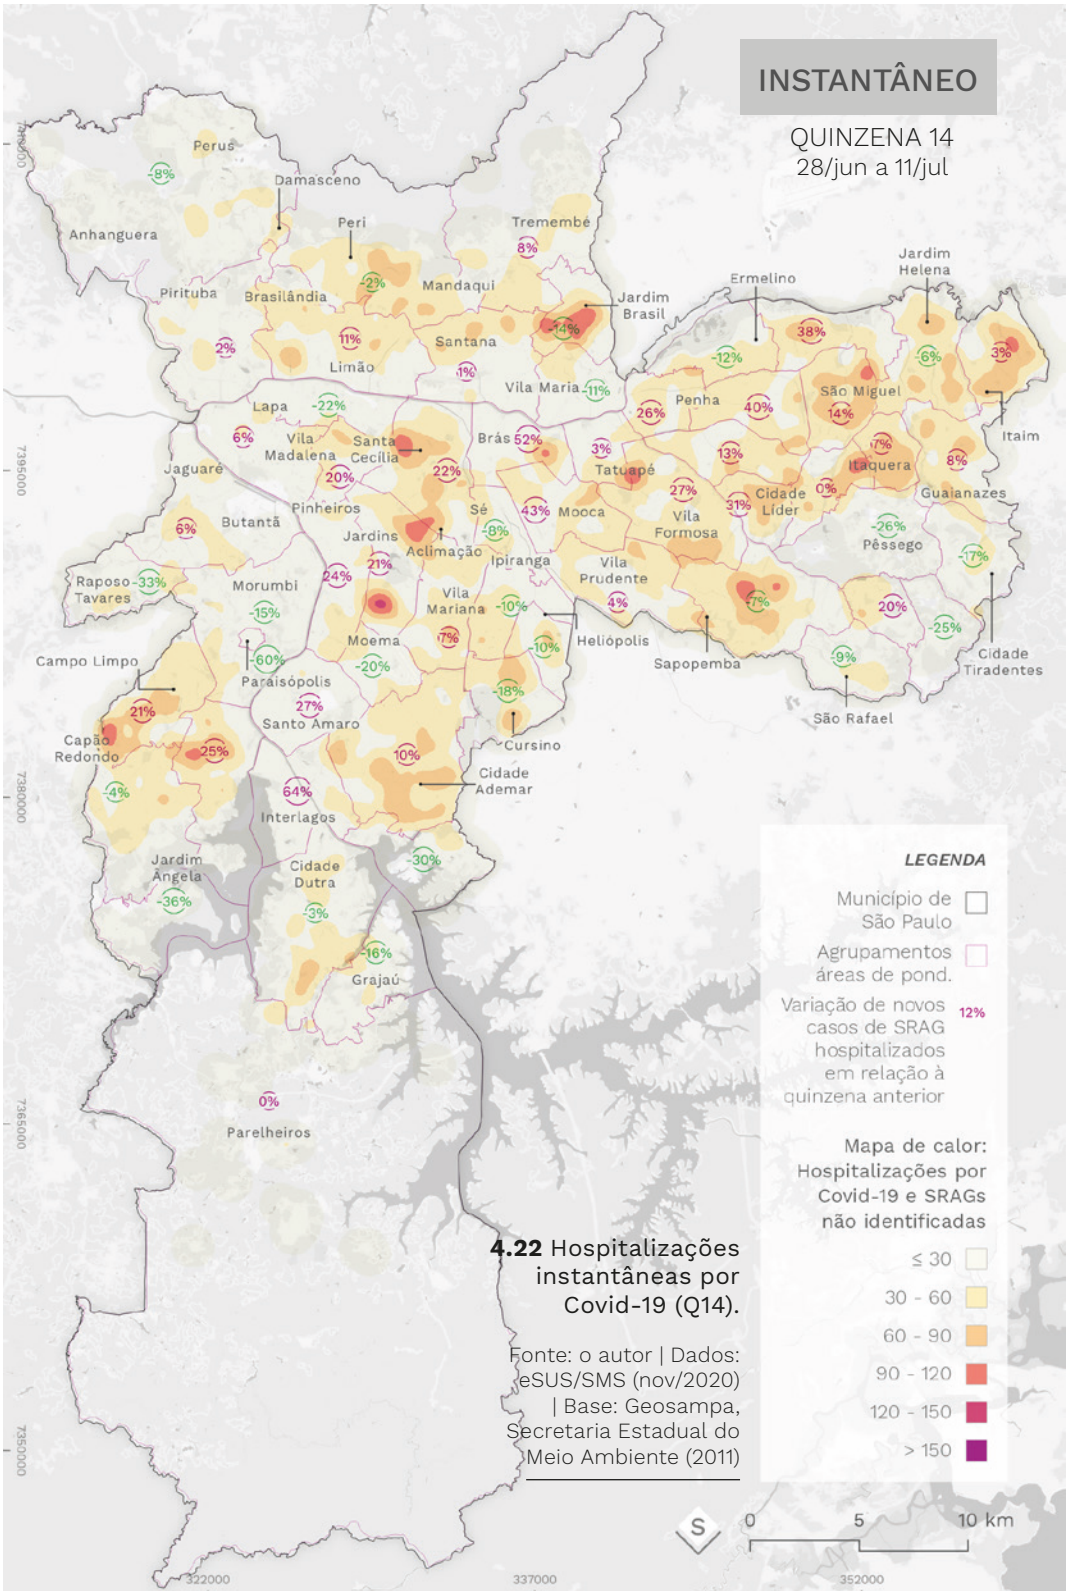 INSTANTÂNEO
QUINZENA 14
28/jun a 11/jul
Perus
-8%
Damasceno
Anhanguera
Peri
Tremembé
8%
Jardim
Helena
Ermelino
Pirituba
Brasilândia
-2%
Mandaqui
Jardim
Brasil
2%
11%
Limão
Santana
-14%
38%
-12%
-6%
3%
1%
Vila Maria
-11%
São Miguel
Lapa
-22%
26%
Penha
40%
14%
Itaim
6%
Vila
Madalena
Santa
Cecília
Brás
52%
3%
13%
7%
Jaguaré
20%
22%
Tatuapé
Itaquera
8%
Pinheiros
Sé
43%
Mooca
27%
31%
Cidade
Líder
0%
Guaianazes
6%
Butantã
Jardins
Aclimação
-8%
Ipiranga
Vila
Formosa
-26%
Pêssego
-17%
Raposo
Tavares
-33%
Morumbi
24%
21%
Vila
Mariana
-10%
Vila
Prudente
-15%
4%
-7%
20%
Moema
7%
Heliópolis
-10%
-25%
Campo Limpo
-60%
Paraisópolis
-20%
Sapopemba
-9%
Cidade
Tiradentes
21%
27%
Santo Amaro
-18%
São Rafael
Capão
Redondo
25%
10%
Cursino
-4%
64%
Interlagos
Cidade
Ademar
Jardim
Ângela
-36%
Cidade
Dutra
-30%
-3%
-16%
Grajaú
0%
Parelheiros
LEGENDA
Município de
São Paulo
Agrupamentos
áreas de pond.
Variação de novos 12%
casos de SRAG
hospitalizados
em relação à
quinzena anterior
Mapa de calor:
Hospitalizações por
Covid-19 e SRAGs
não identificadas
≤ 30
30 - 60
60 - 90
90 - 120
120 - 150
> 150
4.22 Hospitalizações
instantâneas por
Covid-19 (Q14).
Fonte: o autor | Dados:
eSUS/SMS (nov/2020)
| Base: Geosampa,
Secretaria Estadual do
Meio Ambiente (2011)
S
0 5 10 km
7395000
7380000
7365000
7350000
322000
337000
352000